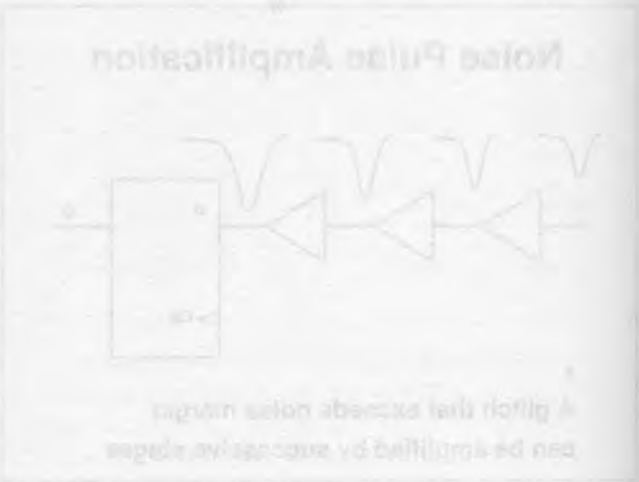 Noise Pulse Amplification
D
Q
A glitch that exceeds noise margin
can be amplified by successive stages